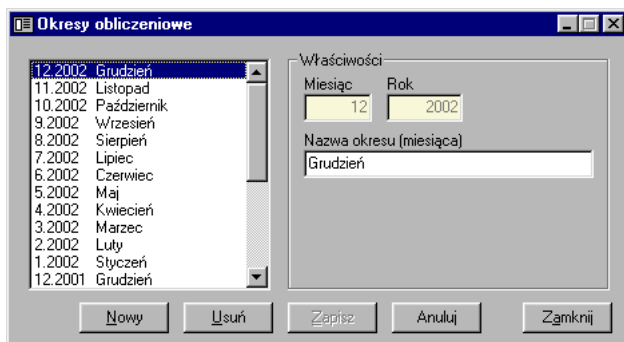 Okresy obliczeniowe
12.2002 Grudzień
11.2002 Listopad
10.2002 Październik
9.2002 Wrzesień
8.2002 Sierpień
7.2002 Lipiec
6.2002 Czerwiec
5.2002 Maj
4.2002 Kwiecień
3.2002 Marzec
2.2002 Luty
1.2002 Styczeń
12.2001 Grudzień
Właściwości
Miesiąc Rok
12 2002
Nazwa okresu (miesiąca)
Grudzień
Nowy Usuń Zapisz Anuluj Zamknij